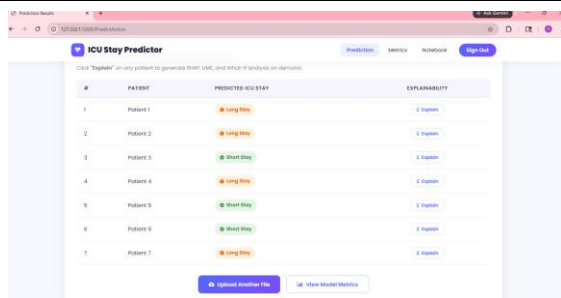 Prediction Results
Ask Gemini
127.0.0.1:8000/PredictAction
ICU Stay Predictor
Prediction Metrics Notebook Sign Out
Click "Explain" on any patient to generate SHAP, LIME, and What-If analysis on demand.
# PATIENT PREDICTED ICU STAY EXPLAINABILITY
1 Patient 1 Long Stay Explain
2 Patient 2 Long Stay Explain
3 Patient 3 Short Stay Explain
4 Patient 4 Long Stay Explain
5 Patient 5 Short Stay Explain
6 Patient 6 Short Stay Explain
7 Patient 7 Long Stay Explain
Upload Another File View Model Metrics